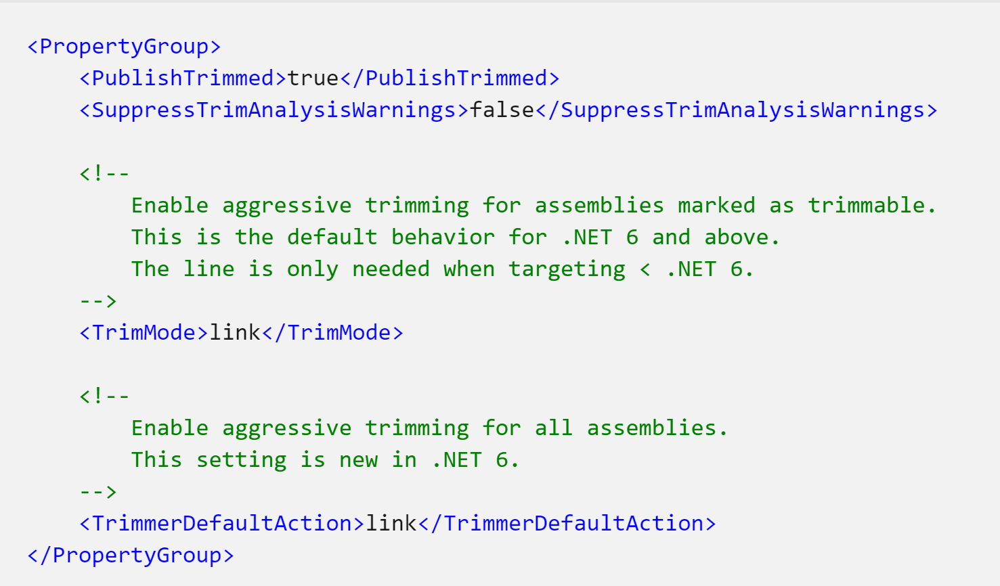 <PropertyGroup>
    <PublishTrimmed>true</PublishTrimmed>
    <SuppressTrimAnalysisWarnings>false</SuppressTrimAnalysisWarnings>

    <!--
        Enable aggressive trimming for assemblies marked as trimmable.
        This is the default behavior for .NET 6 and above.
        The line is only needed when targeting < .NET 6.
    -->
    <TrimMode>link</TrimMode>

    <!--
        Enable aggressive trimming for all assemblies.
        This setting is new in .NET 6.
    -->
    <TrimmerDefaultAction>link</TrimmerDefaultAction>
</PropertyGroup>